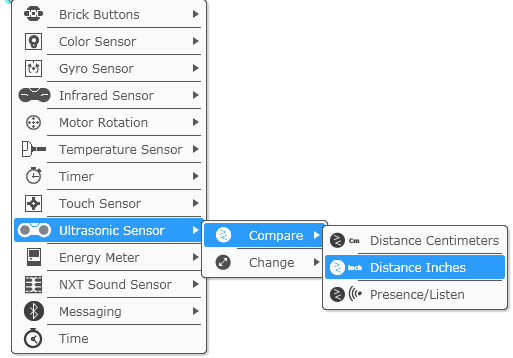 Brick Buttons
Color Sensor
Gyro Sensor
Infrared Sensor
Motor Rotation
Temperature Sensor
Timer
Touch Sensor
Ultrasonic Sensor
Energy Meter
NXT Sound Sensor
Messaging
Time
Compare
Change
Cm Distance Centimeters
Inch Distance Inches
Presence/Listen